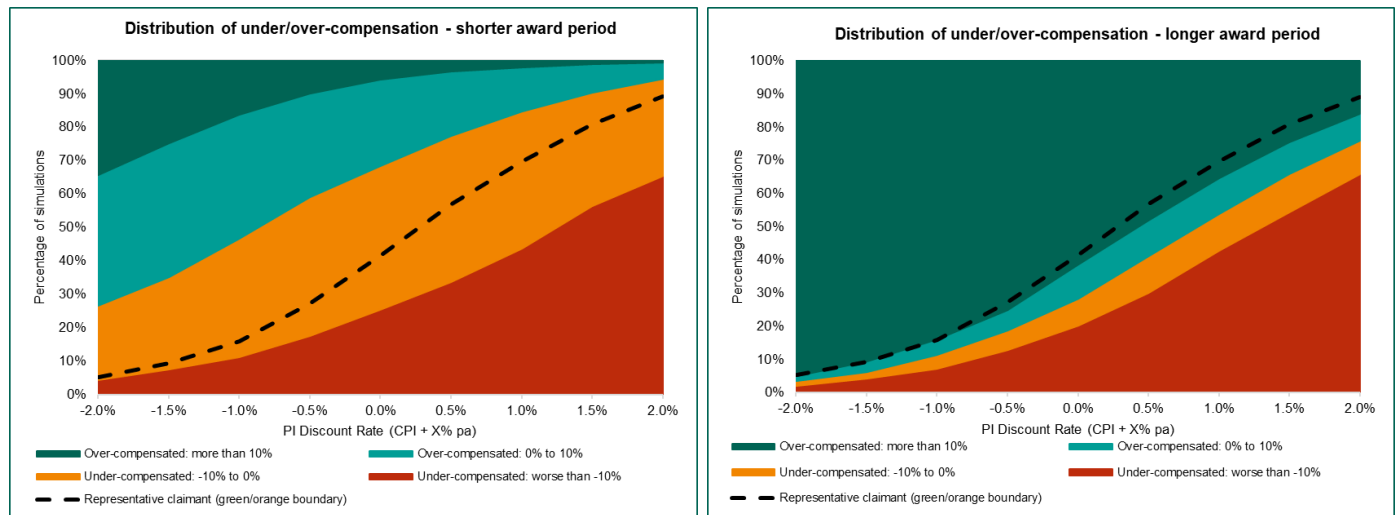 Distribution of under/over-compensation - shorter award period
100%
90%
80%
70%
60%
50%
40%
30%
20%
10%
0%
Percentage of simulations
-2.0% -1.5% -1.0% -0.5% 0.0% 0.5% 1.0% 1.5% 2.0%
PI Discount Rate (CPI + X% pa)
Over-compensated: more than 10% Over-compensated: 0% to 10%
Under-compensated: -10% to 0% Under-compensated: worse than -10%
Representative claimant (green/orange boundary)
Distribution of under/over-compensation - longer award period
100%
90%
80%
70%
60%
50%
40%
30%
20%
10%
0%
Percentage of simulations
-2.0% -1.5% -1.0% -0.5% 0.0% 0.5% 1.0% 1.5% 2.0%
PI Discount Rate (CPI + X% pa)
Over-compensated: more than 10% Over-compensated: 0% to 10%
Under-compensated: -10% to 0% Under-compensated: worse than -10%
Representative claimant (green/orange boundary)